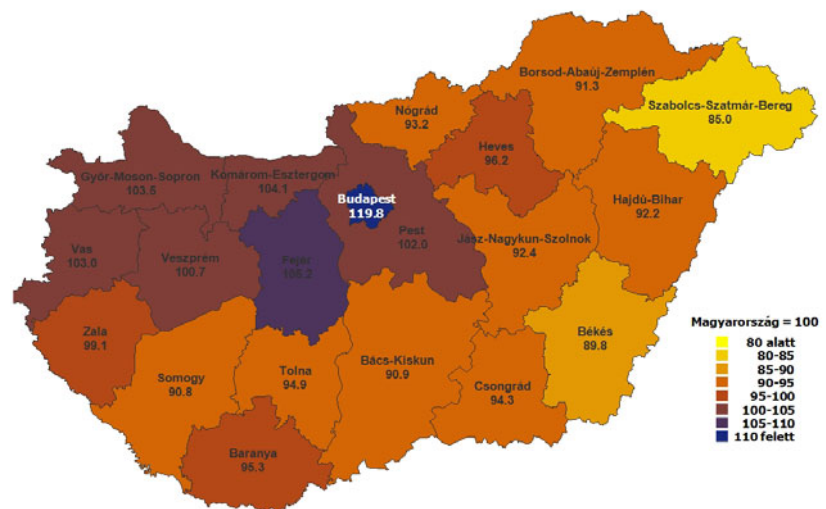 Borsod-Abaúj-Zemplén
91.3
Szabolcs-Szatmár-Bereg
85.0
Nógrád
93.2
Heves
96.2
Győr-Moson-Sopron
103.5
Komárom-Esztergom
104.1
Budapest
119.8
Hajdú-Bihar
92.2
Pest
102.0
Jász-Nagykun-Szolnok
92.4
Vas
103.0
Veszprém
100.7
Fejér
Zala
99.1
Békés
89.8
Somogy
90.8
Tolna
94.9
Bács-Kiskun
90.9
Csongrád
94.3
Baranya
95.3
Magyarország = 100
80 alatt
80-85
85-90
90-95
95-100
100-105
105-110
110 felett